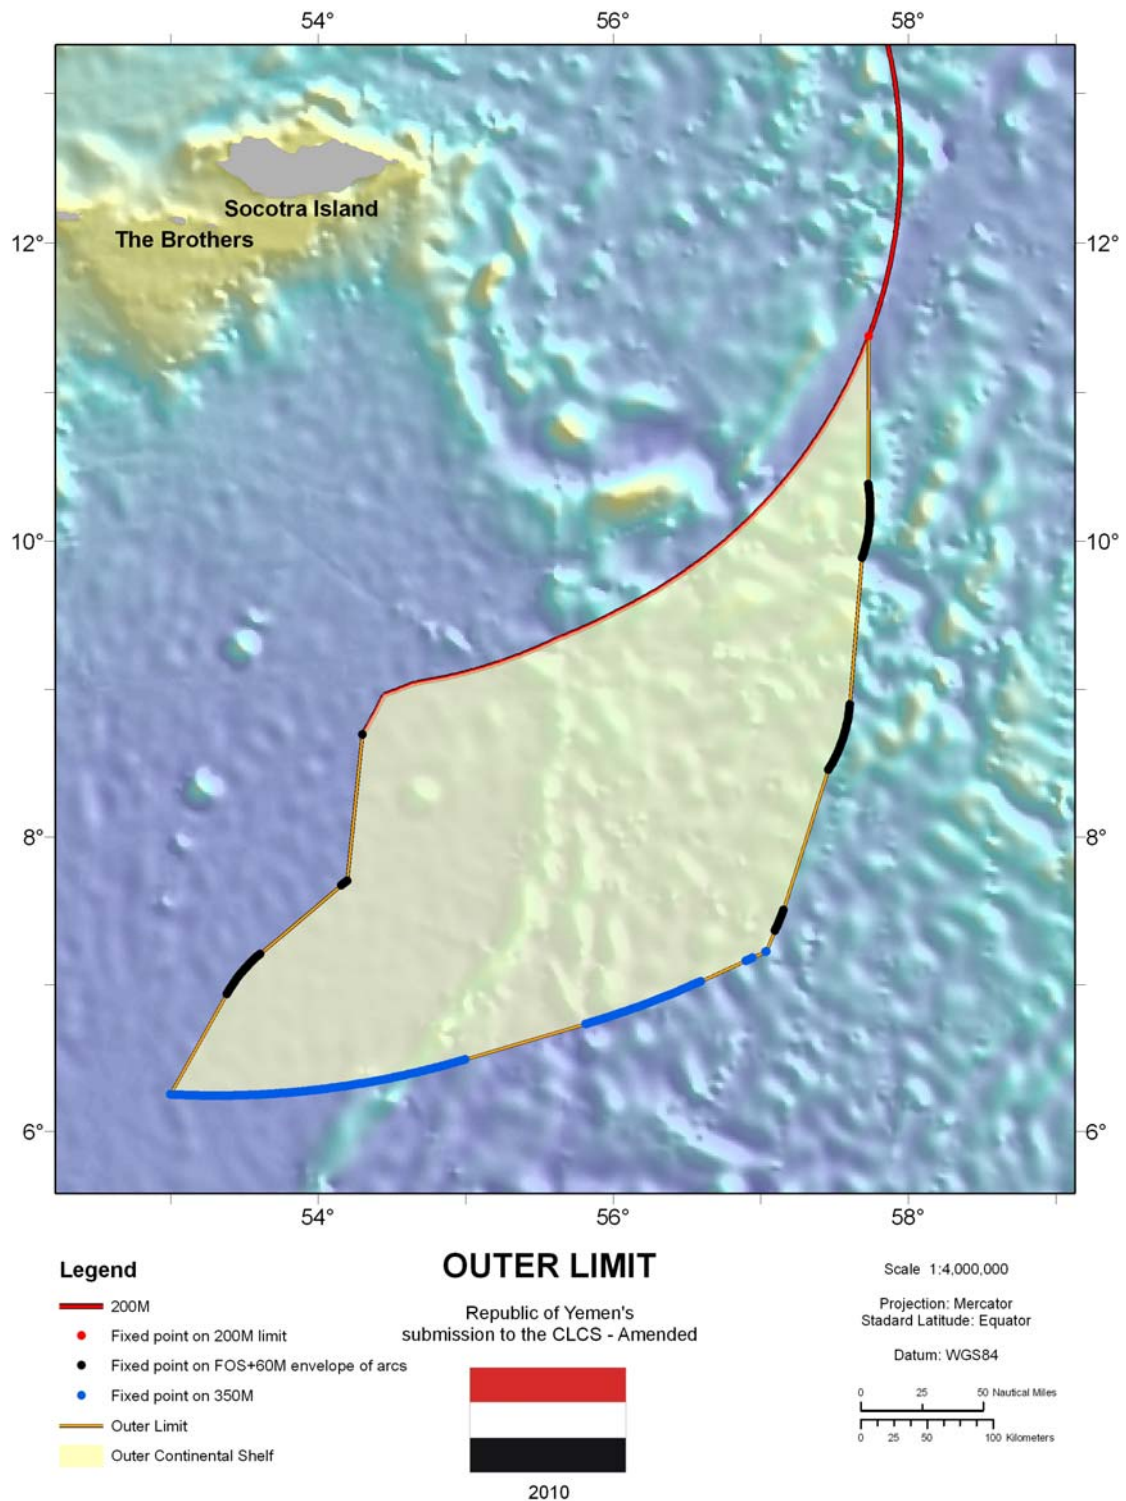 54°
56°
58°
Socotra Island
The Brothers
12°
12°
10°
10°
8°
8°
6°
6°
54°
56°
58°
Legend
200M
Fixed point on 200M limit
Fixed point on FOS+60M envelope of arcs
Fixed point on 350M
Outer Limit
Outer Continental Shelf
OUTER LIMIT
Republic of Yemen's
submission to the CLCS - Amended
2010
Scale 1:4,000,000
Projection: Mercator
Stadard Latitude: Equator
Datum: WGS84
0 25 50 Nautical Miles
0 25 50 100 Kilometers